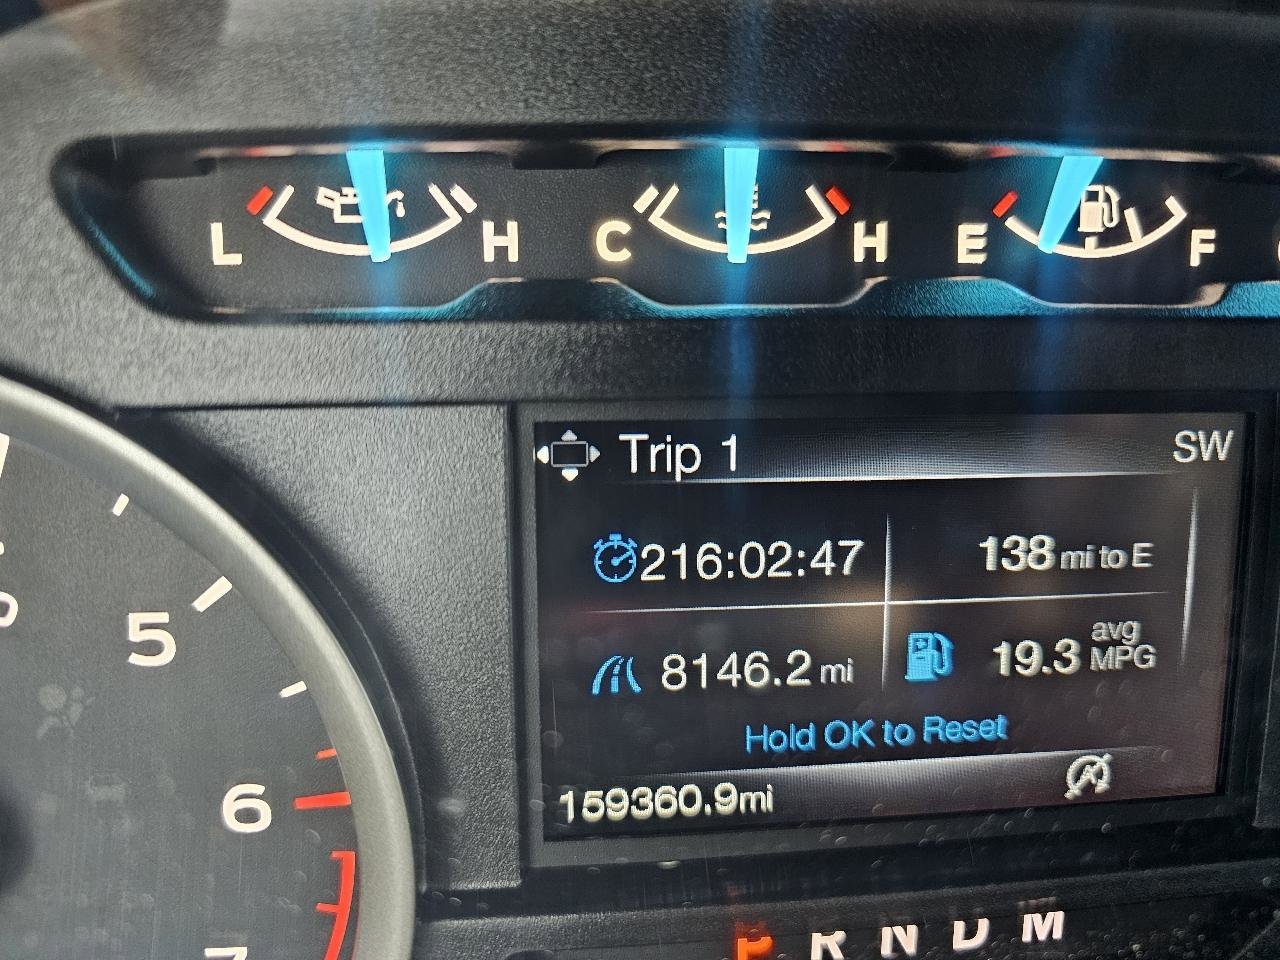 L H C H E F
Trip 1 SW
216:02:47 138 mi to E
8146.2 mi 19.3 avg MPG
Hold OK to Reset
159360.9mi
5
6
7
P R N D M